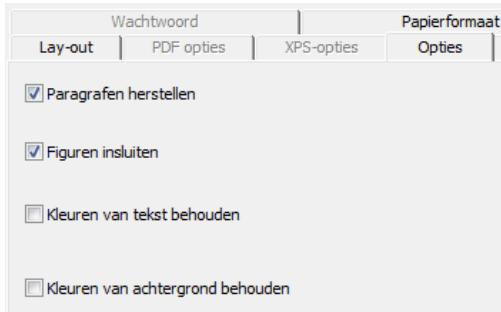 Wachtwoord Papierformaat
Lay-out PDF opties XPS-opties Opties
Paragrafen herstellen
Figuren insluiten
Kleuren van tekst behouden
Kleuren van achtergrond behouden